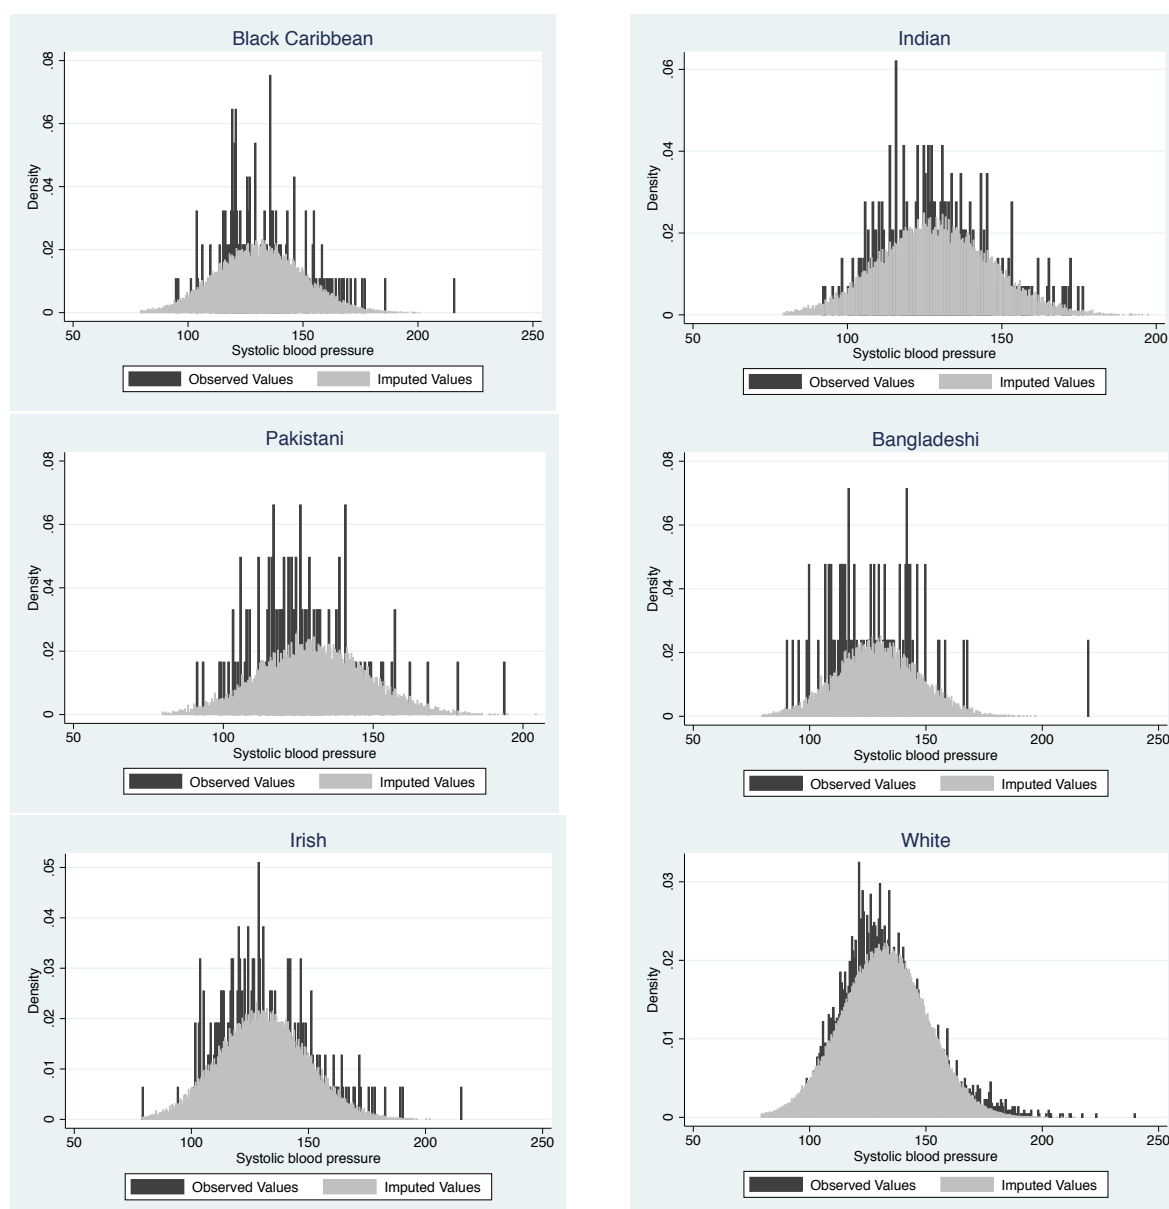 Black Caribbean
Density
0 .02 .04 .06 .08
50 100 150 200 250
Systolic blood pressure
Observed Values Imputed Values
Indian
Density
0 .02 .04 .06
50 100 150 200
Systolic blood pressure
Observed Values Imputed Values
Pakistani
Density
0 .02 .04 .06 .08
50 100 150 200
Systolic blood pressure
Observed Values Imputed Values
Bangladeshi
Density
0 .02 .04 .06 .08
50 100 150 200 250
Systolic blood pressure
Observed Values Imputed Values
Irish
Density
0 .01 .02 .03 .04 .05
50 100 150 200 250
Systolic blood pressure
Observed Values Imputed Values
White
Density
0 .01 .02 .03
50 100 150 200 250
Systolic blood pressure
Observed Values Imputed Values